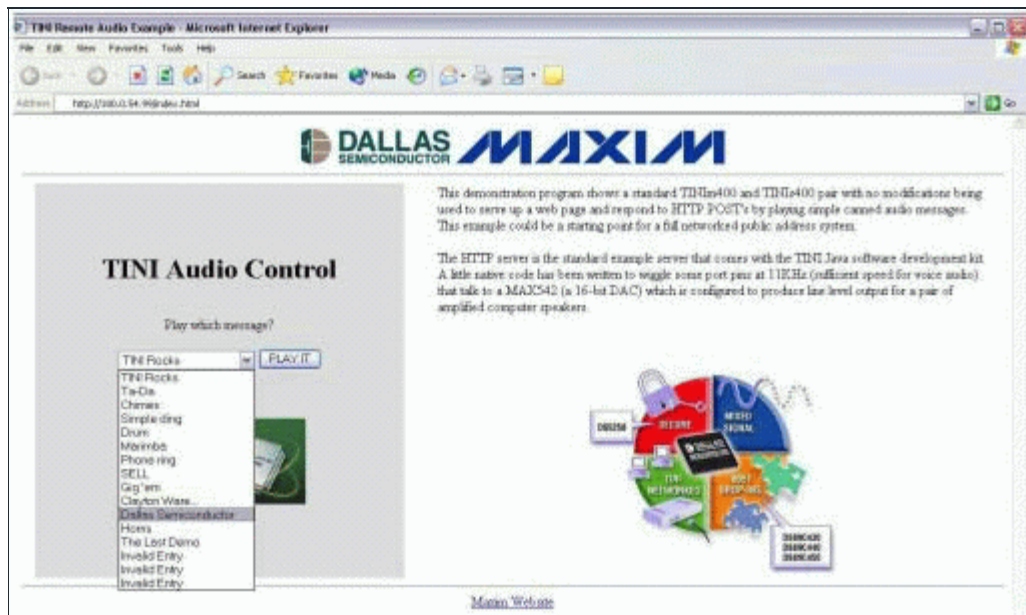 TINI Remote Audio Example - Microsoft Internet Explorer
File Edit View Favorites Tools Help
Back Search Favorites Media
Address Go
DALLAS
SEMICONDUCTOR
MAXIM
This demonstration program shows a standard TINIm400 and TINIs400 pair with no modifications being
used to serve up a web page and respond to HTTP POST's by playing simple canned audio messages.
This example could be a starting point for a full networked public address system.
The HTTP server is the standard example server that comes with the TINI Java software development kit.
A little native code has been written to wiggle some port pins at 11KHz (sufficient speed for voice audio)
that talk to a MAX542 (a 16-bit DAC) which is configured to produce line level output for a pair of
amplified computer speakers.
TINI Audio Control
Play which message?
TINI Rocks PLAY IT
TINI Rocks
Ta-Da
Chimes
Simple ding
Drum
Marimba
Phone ring
SELL
Gig 'em
Clayton Ware...
Dallas Semiconductor
Horns
The Last Demo
Invalid Entry
Invalid Entry
Invalid Entry
SECURE
MIXED
SIGNAL
DALLAS
SEMICONDUCTOR
TINI
NETWORKED
DROP-INS
Maxim Website